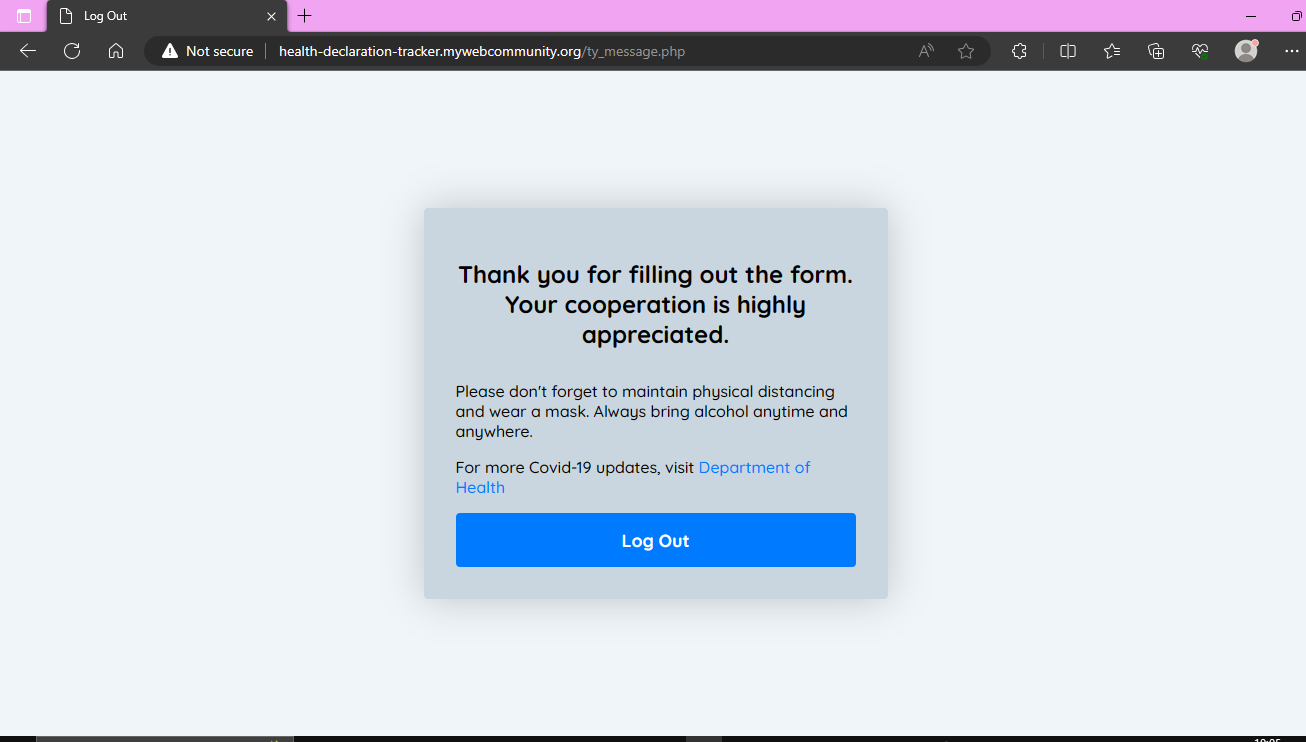 Log Out
Not secure
health-declaration-tracker.mywebcommunity.org/ty_message.php
Thank you for filling out the form.
Your cooperation is highly
appreciated.
Please don't forget to maintain physical distancing
and wear a mask. Always bring alcohol anytime and
anywhere.
For more Covid-19 updates, visit Department of
Health
Log Out